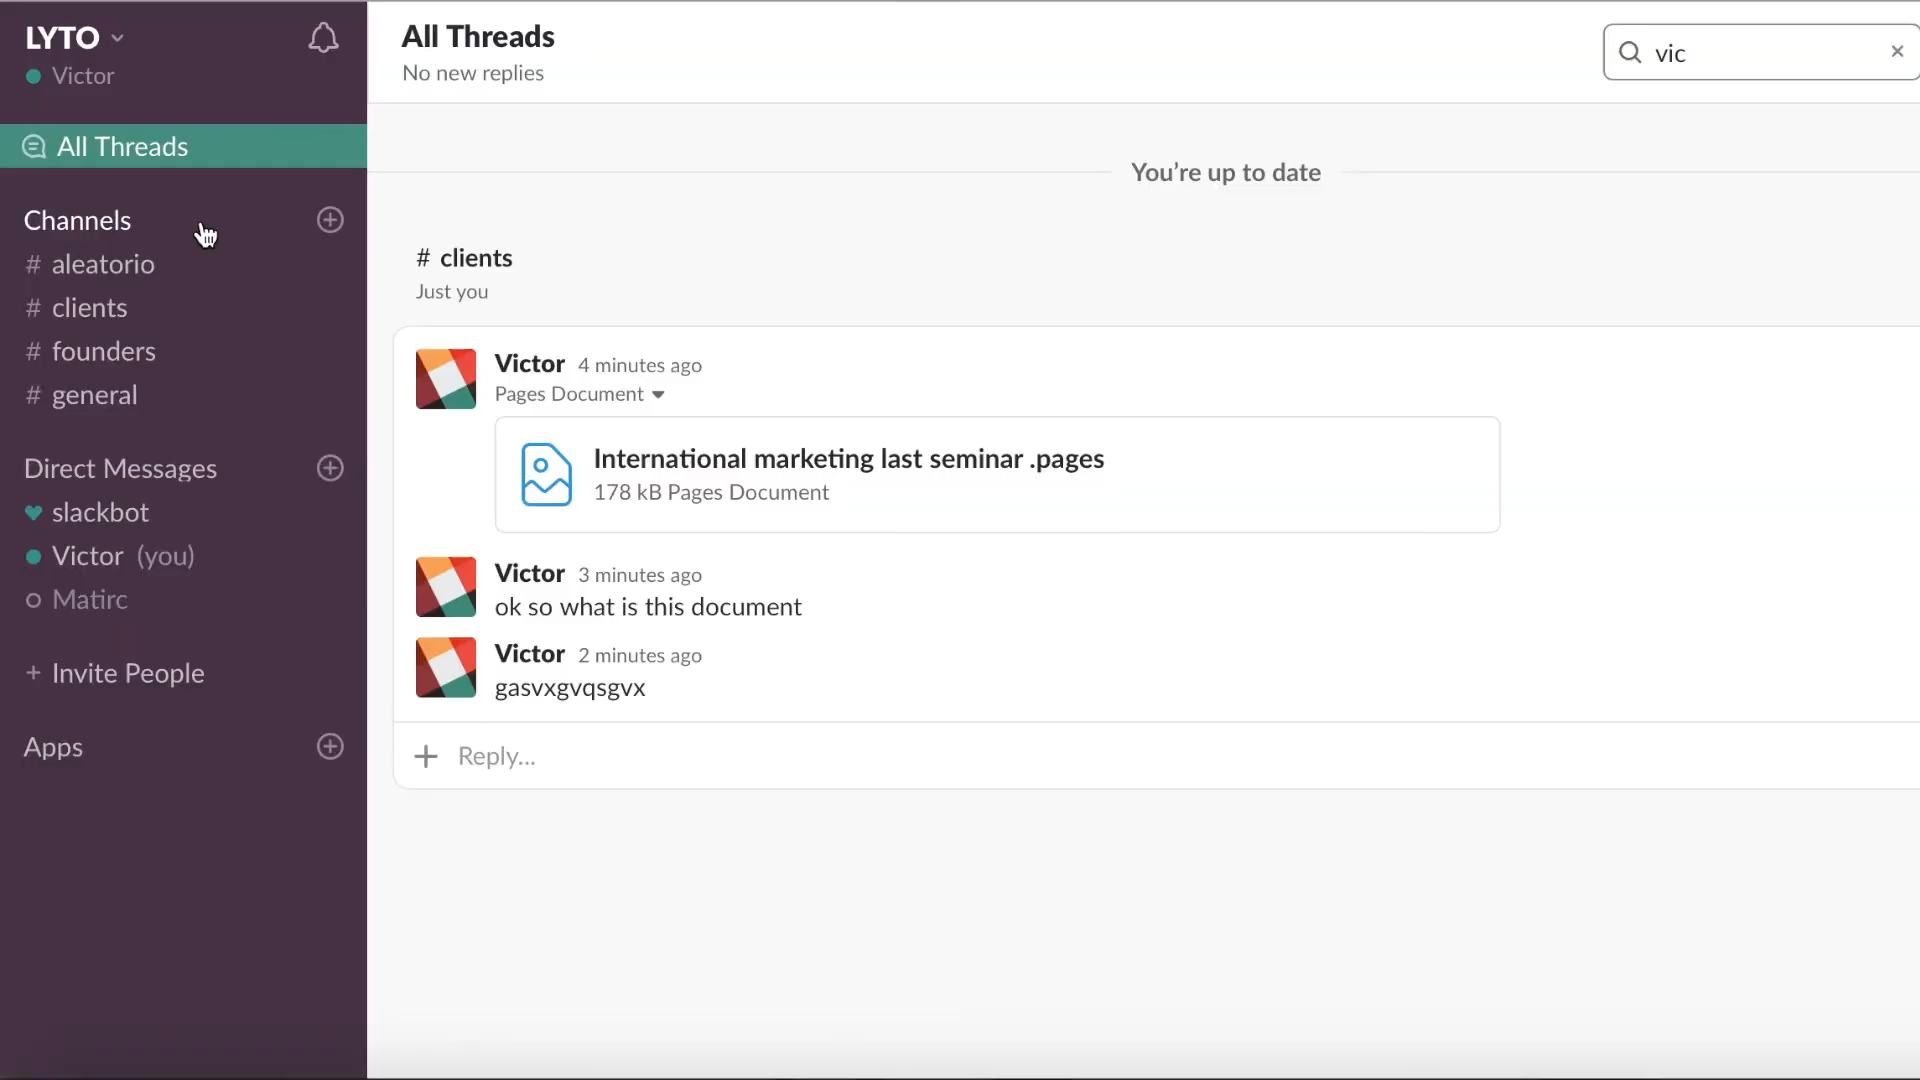 LYTO
Victor
All Threads
Channels
# aleatorio
# clients
# founders
# general
Direct Messages
slackbot
Victor (you)
Matirc
+ Invite People
Apps
All Threads
No new replies
vic
You’re up to date
# clients
Just you
Victor 4 minutes ago
Pages Document
International marketing last seminar .pages
178 kB Pages Document
Victor 3 minutes ago
ok so what is this document
Victor 2 minutes ago
gasvxgvqsgvx
+ Reply...